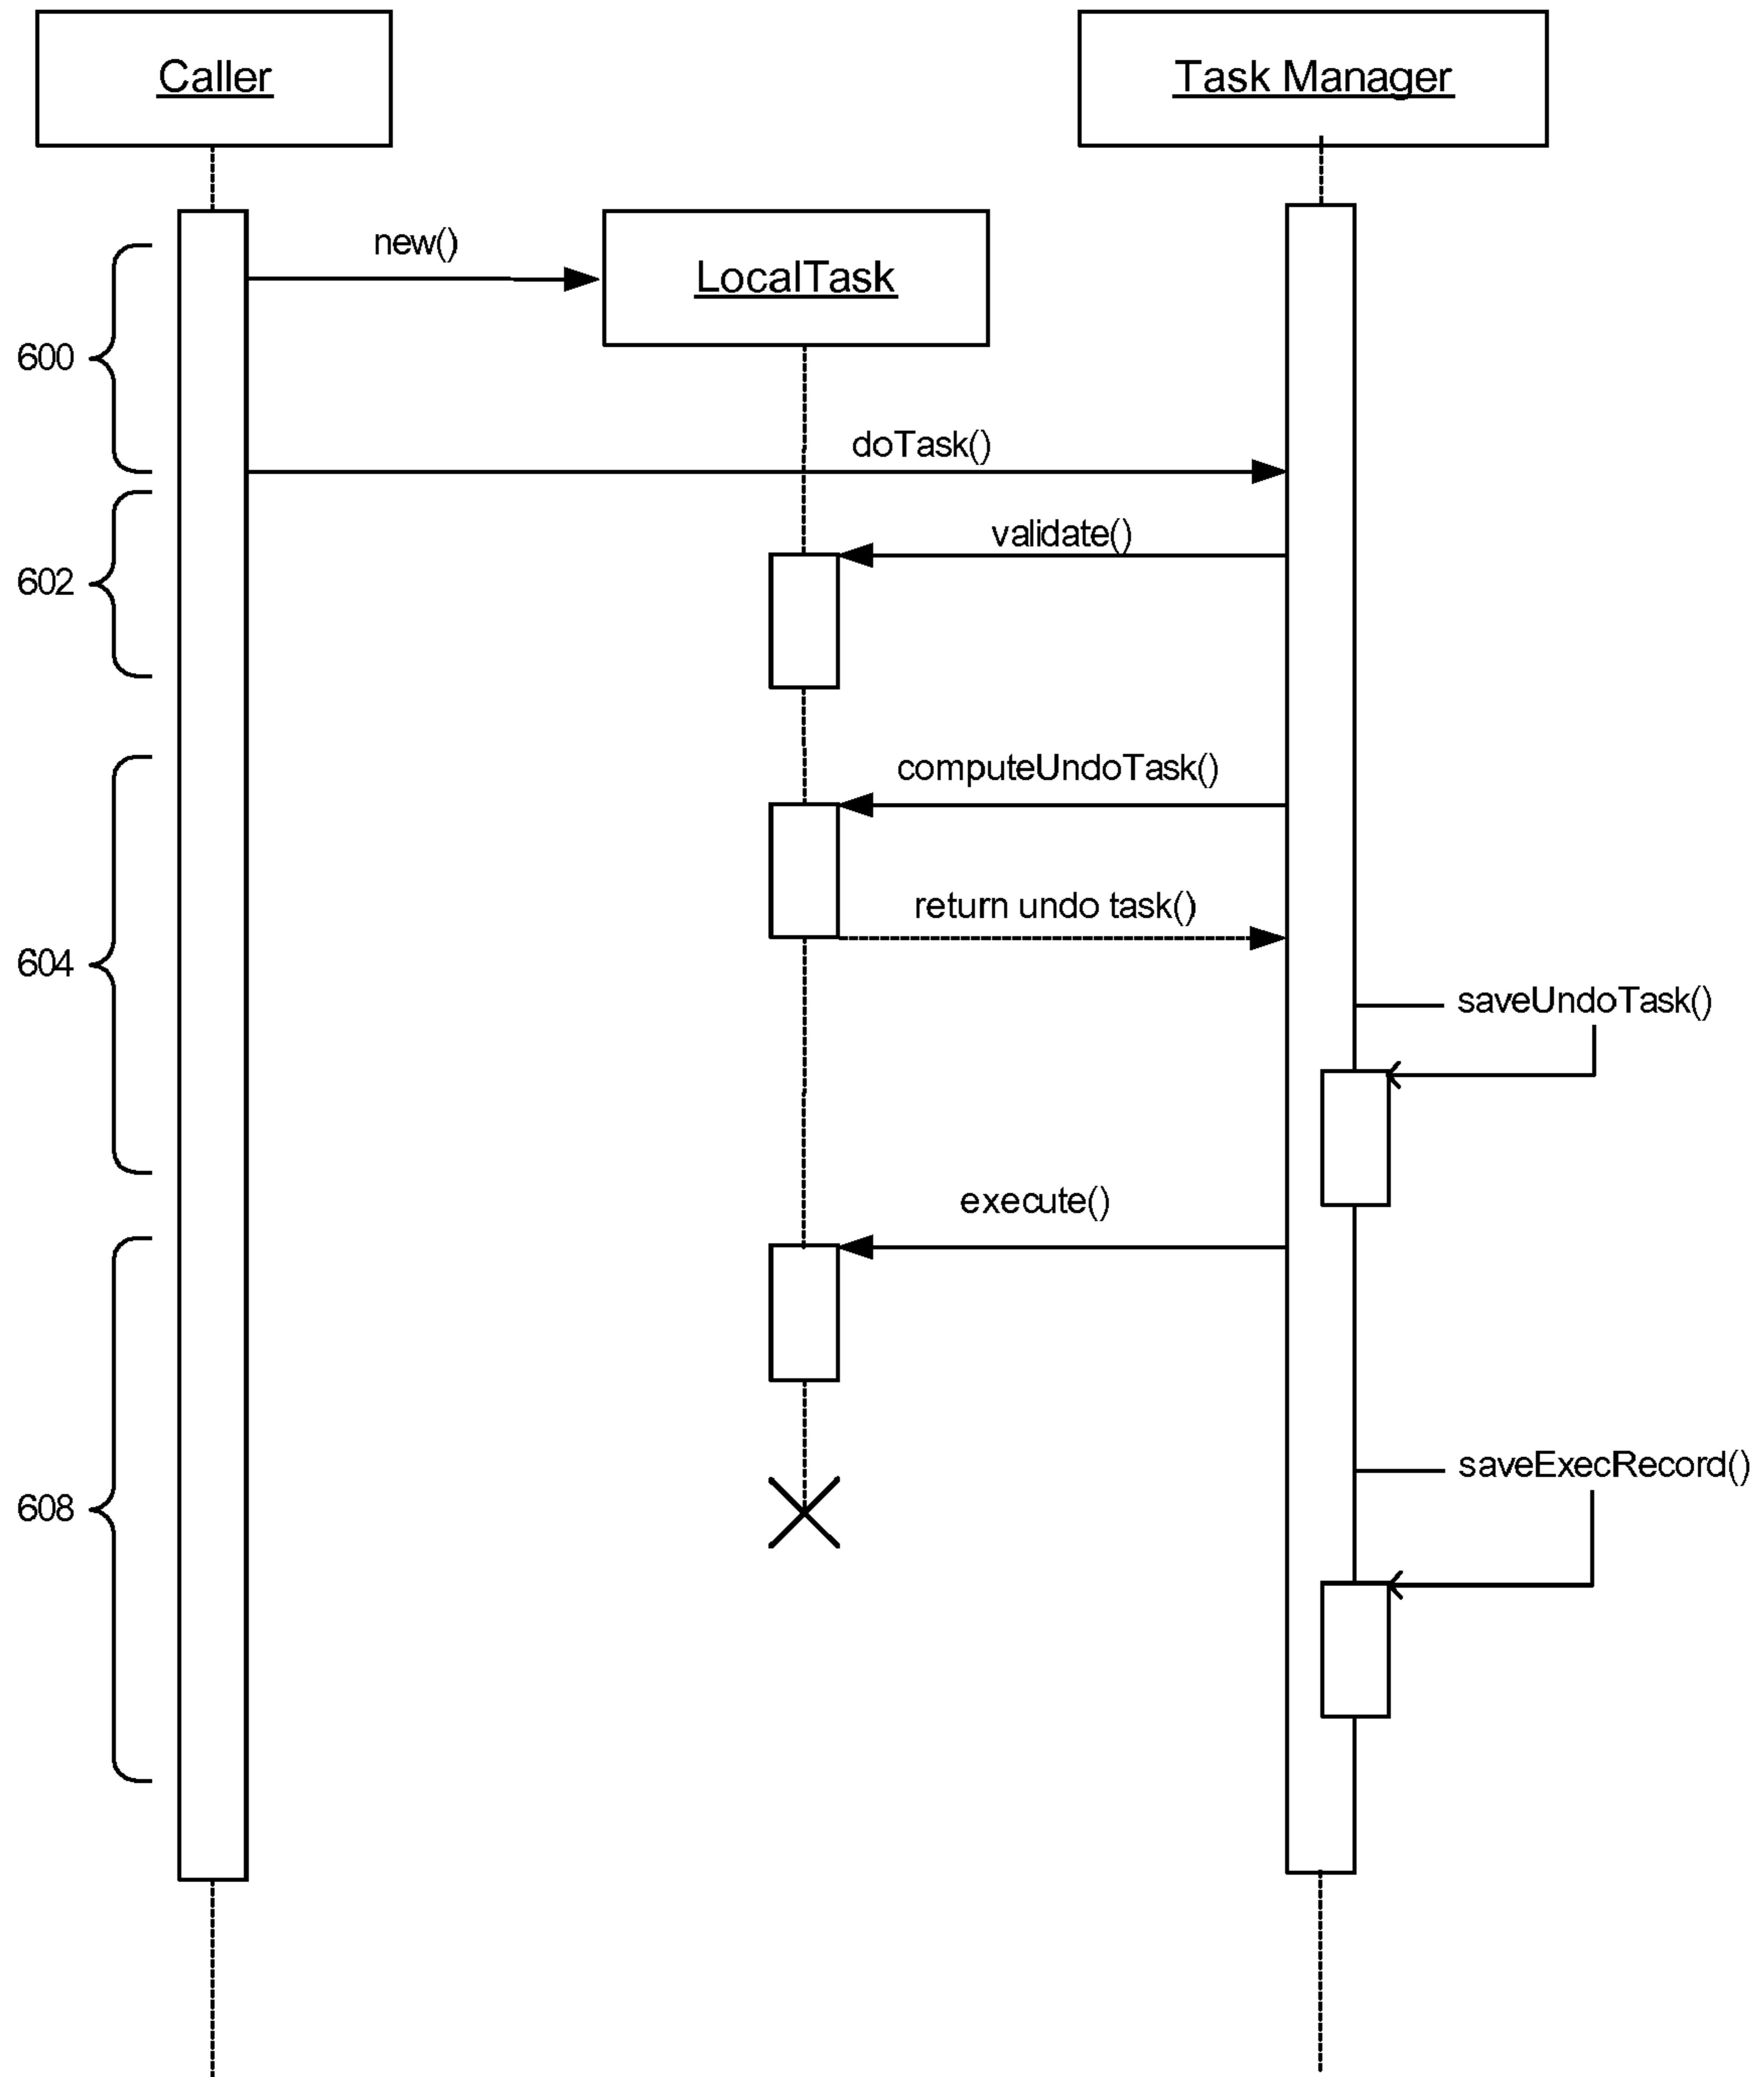 Caller
Task Manager
new()
LocalTask
600
doTask()
validate()
602
computeUndoTask()
return undo task()
604
saveUndoTask()
execute()
saveExecRecord()
608